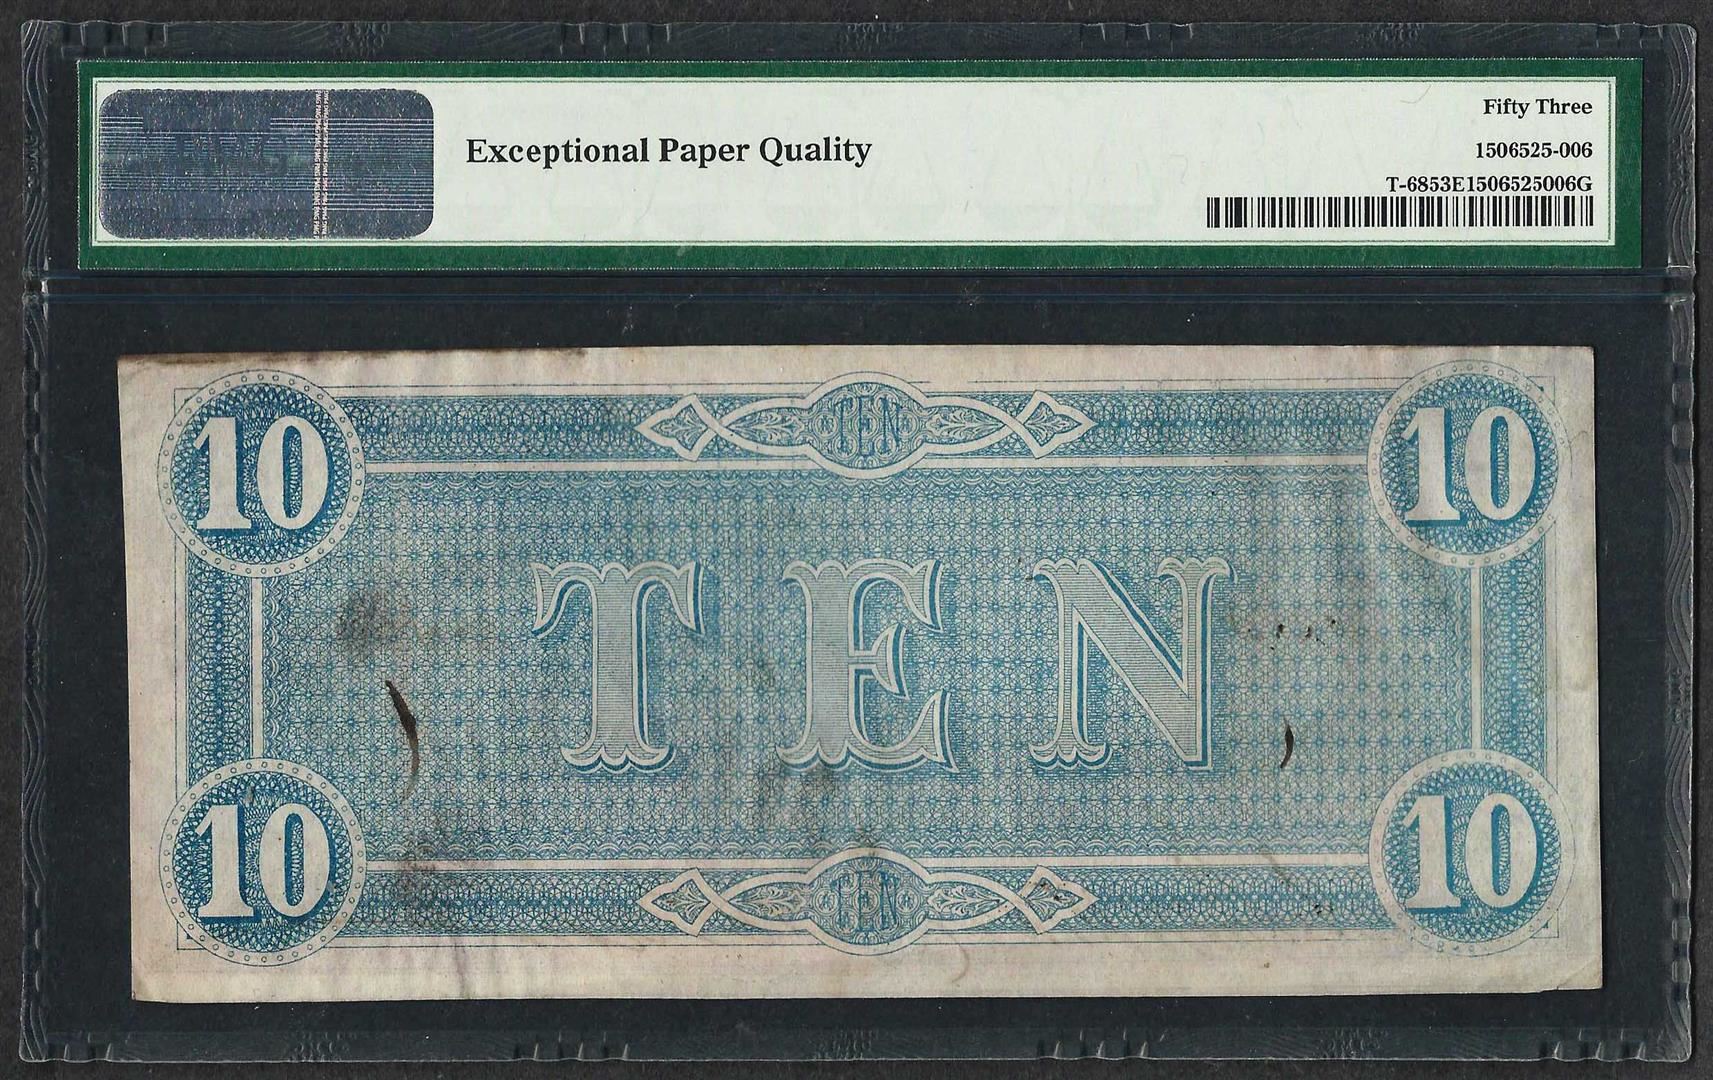 Exceptional Paper Quality
Fifty Three
1506525-006
T-6853E1506525006G
10
TEN
10
TEN
10
TEN
10